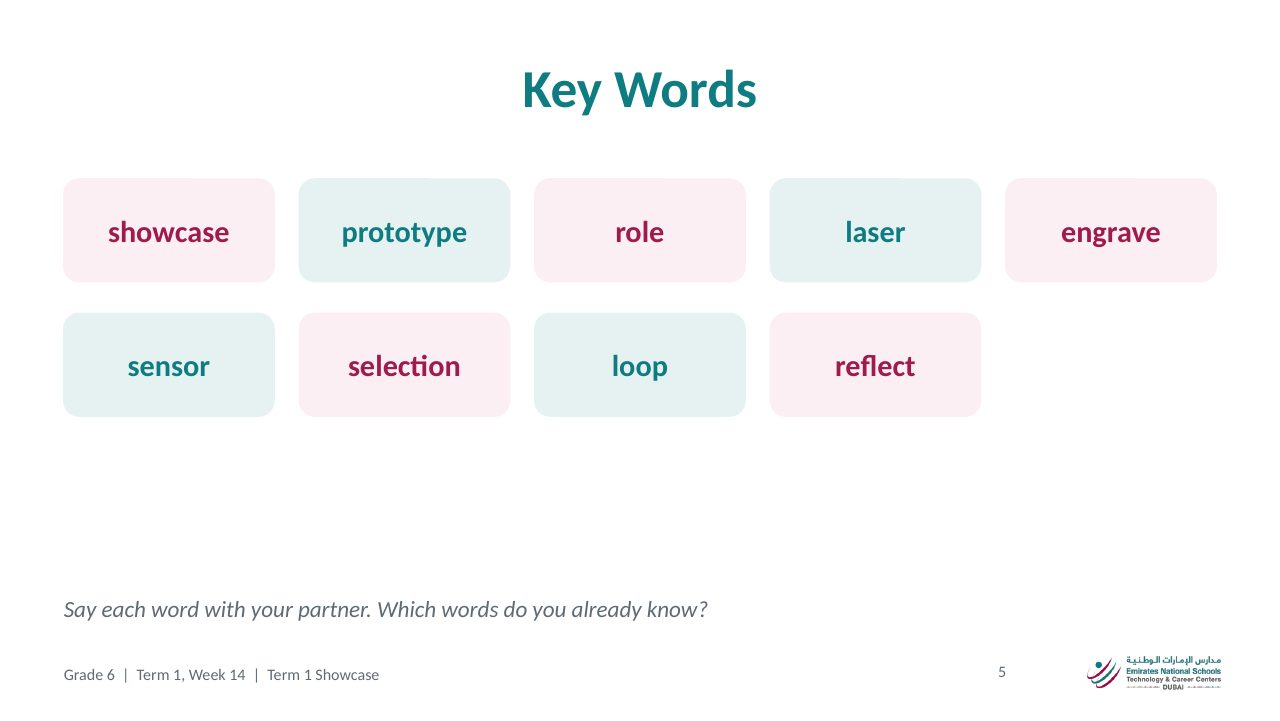 Key Words
showcase
prototype
role
laser
engrave
sensor
selection
loop
reflect
Say each word with your partner. Which words do you already know?
Grade 6 | Term 1, Week 14 | Term 1 Showcase
5
مدارس الإمارات الوطنية
Emirates National Schools
Technology & Career Centers
DUBAI